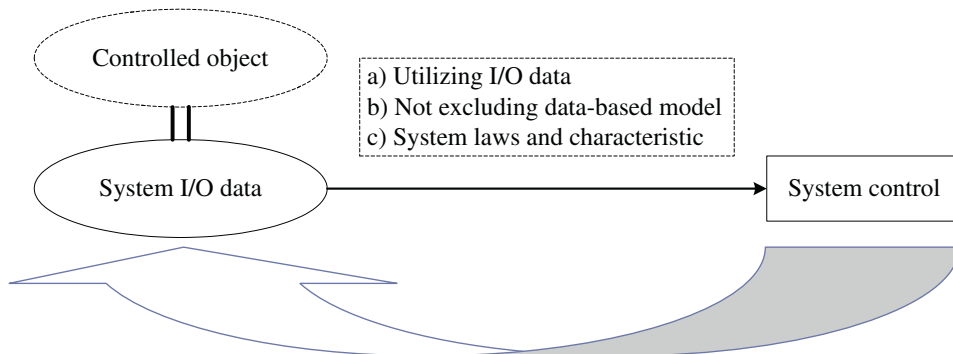 Controlled object
a) Utilizing I/O data
b) Not excluding data-based model
c) System laws and characteristic
System I/O data
System control